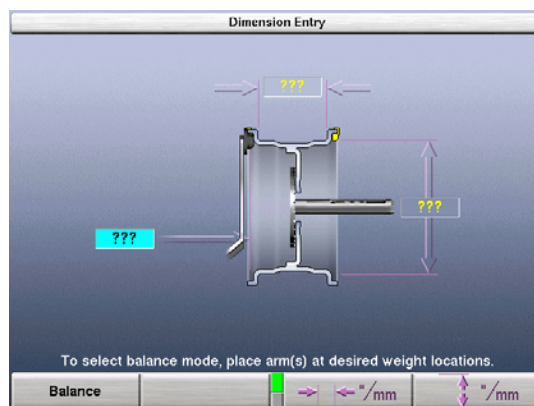 Dimension Entry
???
???
???
To select balance mode, place arm(s) at desired weight locations.
Balance
"/mm
"/mm